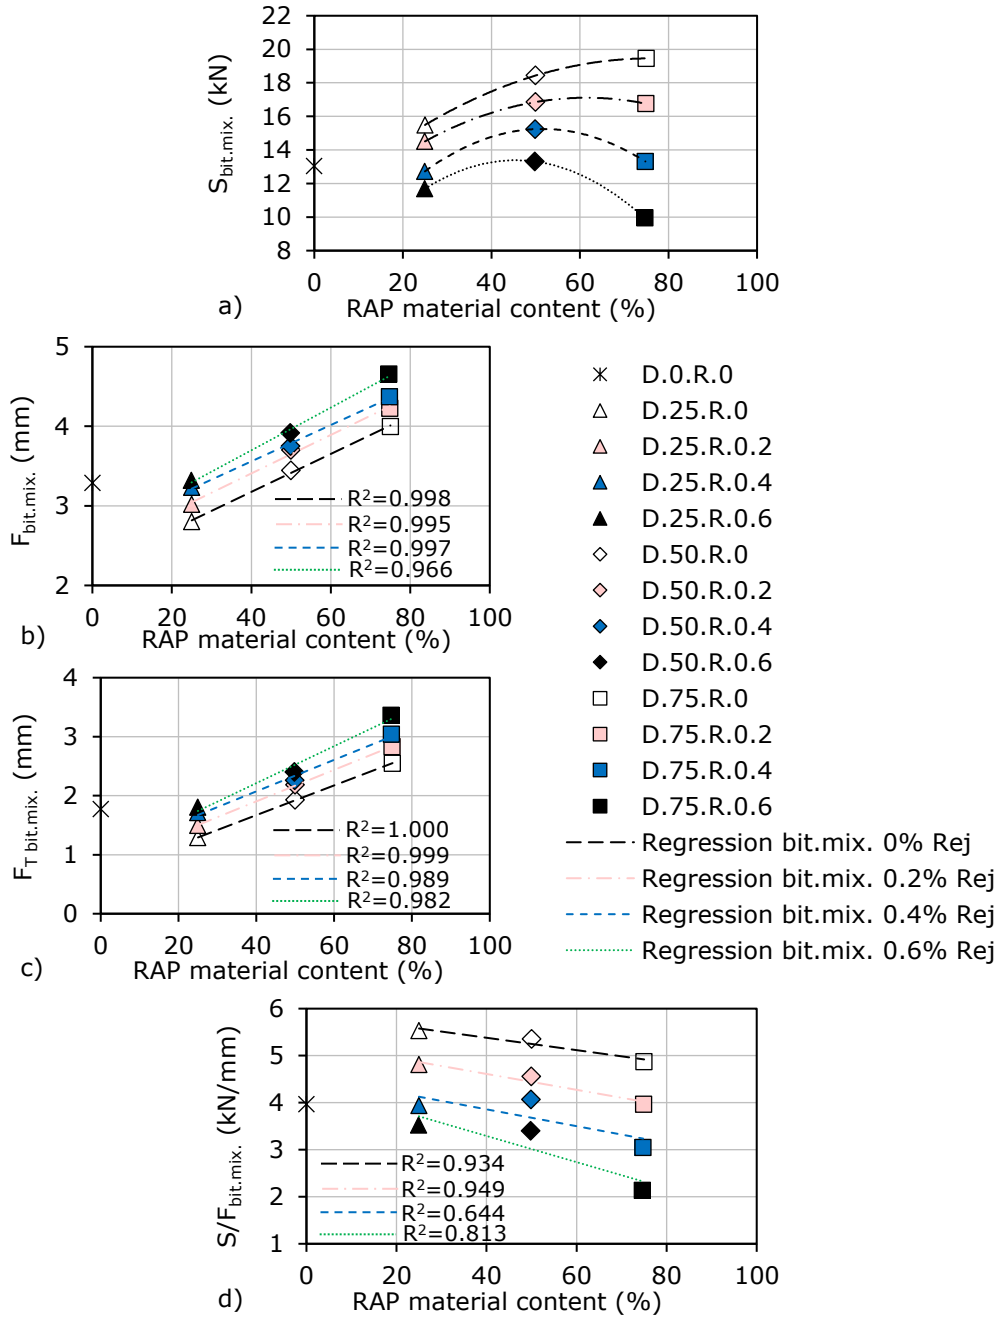 22
20
18
16
14
12
10
8
S bit.mix. (kN)
0 20 40 60 80 100
a) RAP material content (%)
5
4
3
2
F bit.mix. (mm)
R²=0.998
R²=0.995
R²=0.997
R²=0.966
0 20 40 60 80 100
b) RAP material content (%)
4
3
2
1
0
F T bit.mix. (mm)
R²=1.000
R²=0.999
R²=0.989
R²=0.982
0 20 40 60 80 100
c) RAP material content (%)
D.0.R.0
D.25.R.0
D.25.R.0.2
D.25.R.0.4
D.25.R.0.6
D.50.R.0
D.50.R.0.2
D.50.R.0.4
D.50.R.0.6
D.75.R.0
D.75.R.0.2
D.75.R.0.4
D.75.R.0.6
Regression bit.mix. 0% Rej
Regression bit.mix. 0.2% Rej
Regression bit.mix. 0.4% Rej
Regression bit.mix. 0.6% Rej
6
5
4
3
2
1
S/F bit.mix. (kN/mm)
R²=0.934
R²=0.949
R²=0.644
R²=0.813
0 20 40 60 80 100
d) RAP material content (%)